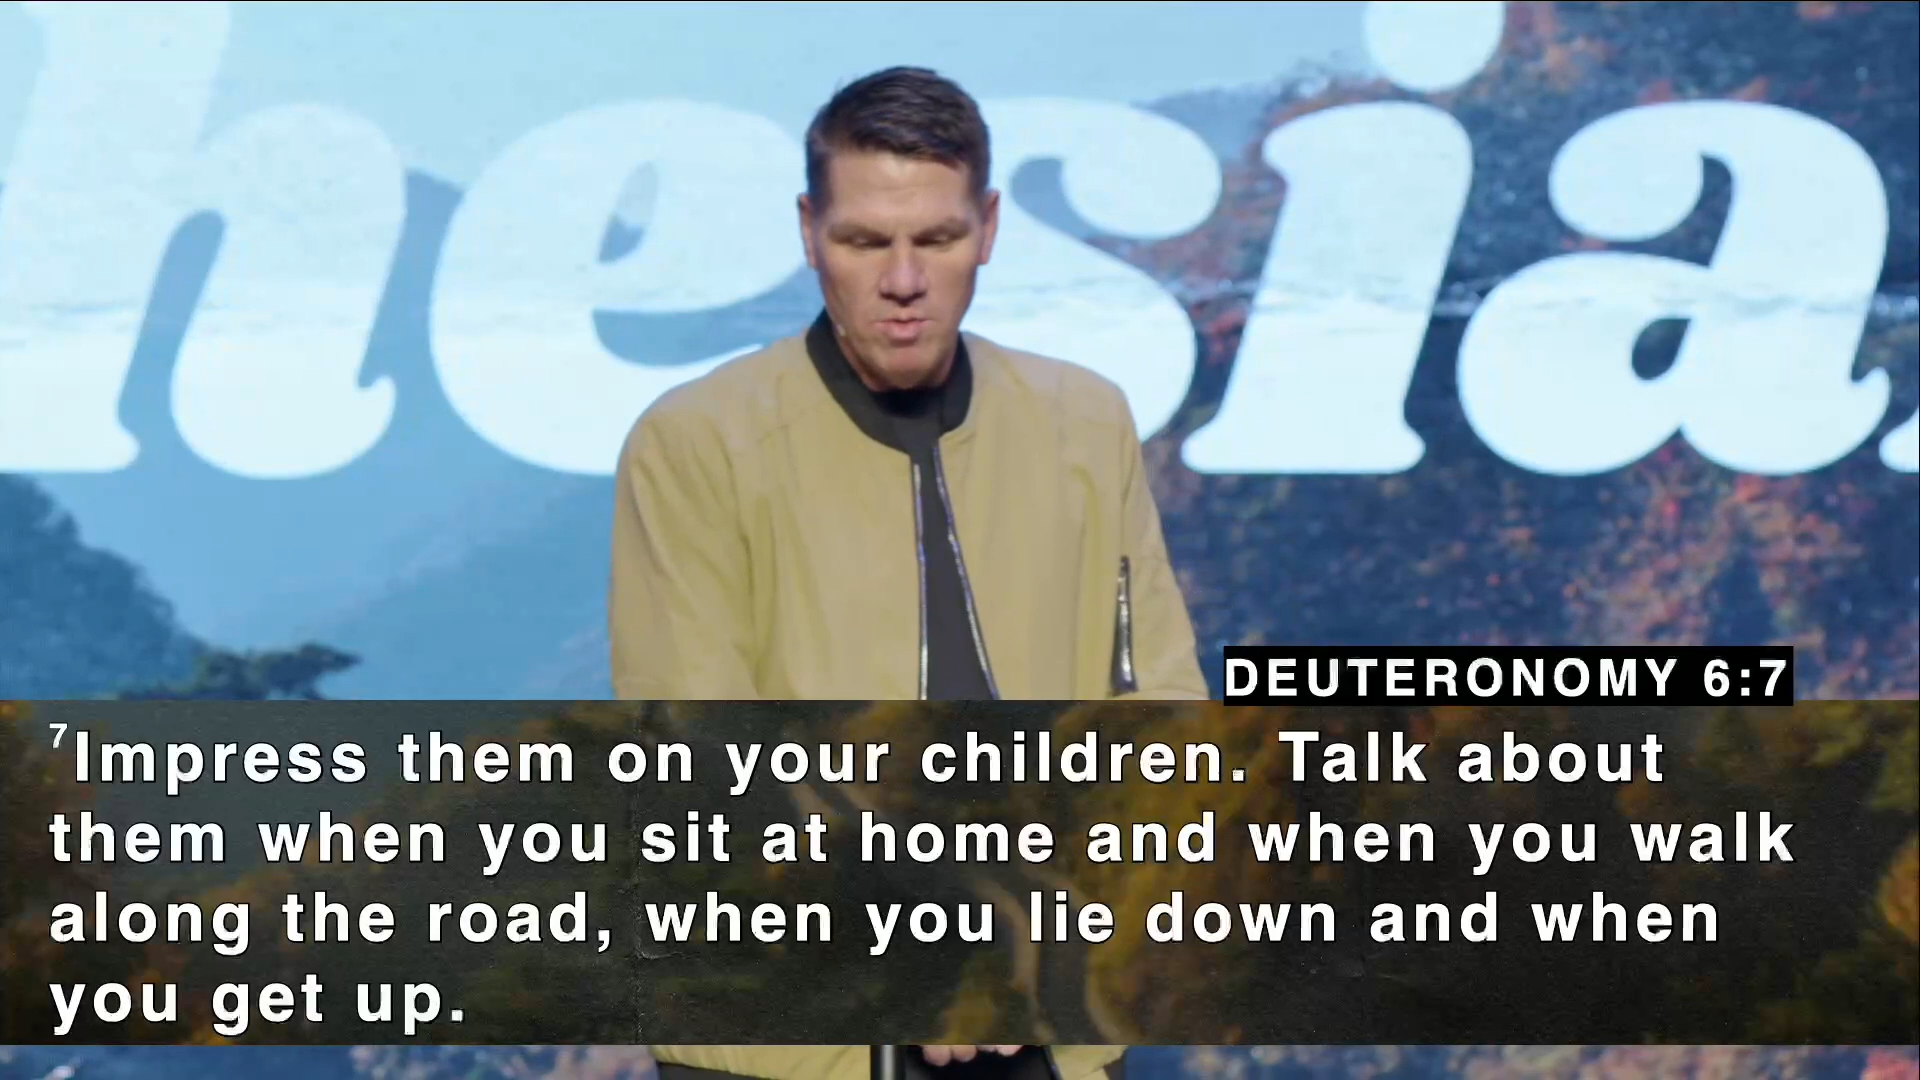 hesia
DEUTERONOMY 6:7
7Impress them on your children. Talk about
them when you sit at home and when you walk
along the road, when you lie down and when
you get up.